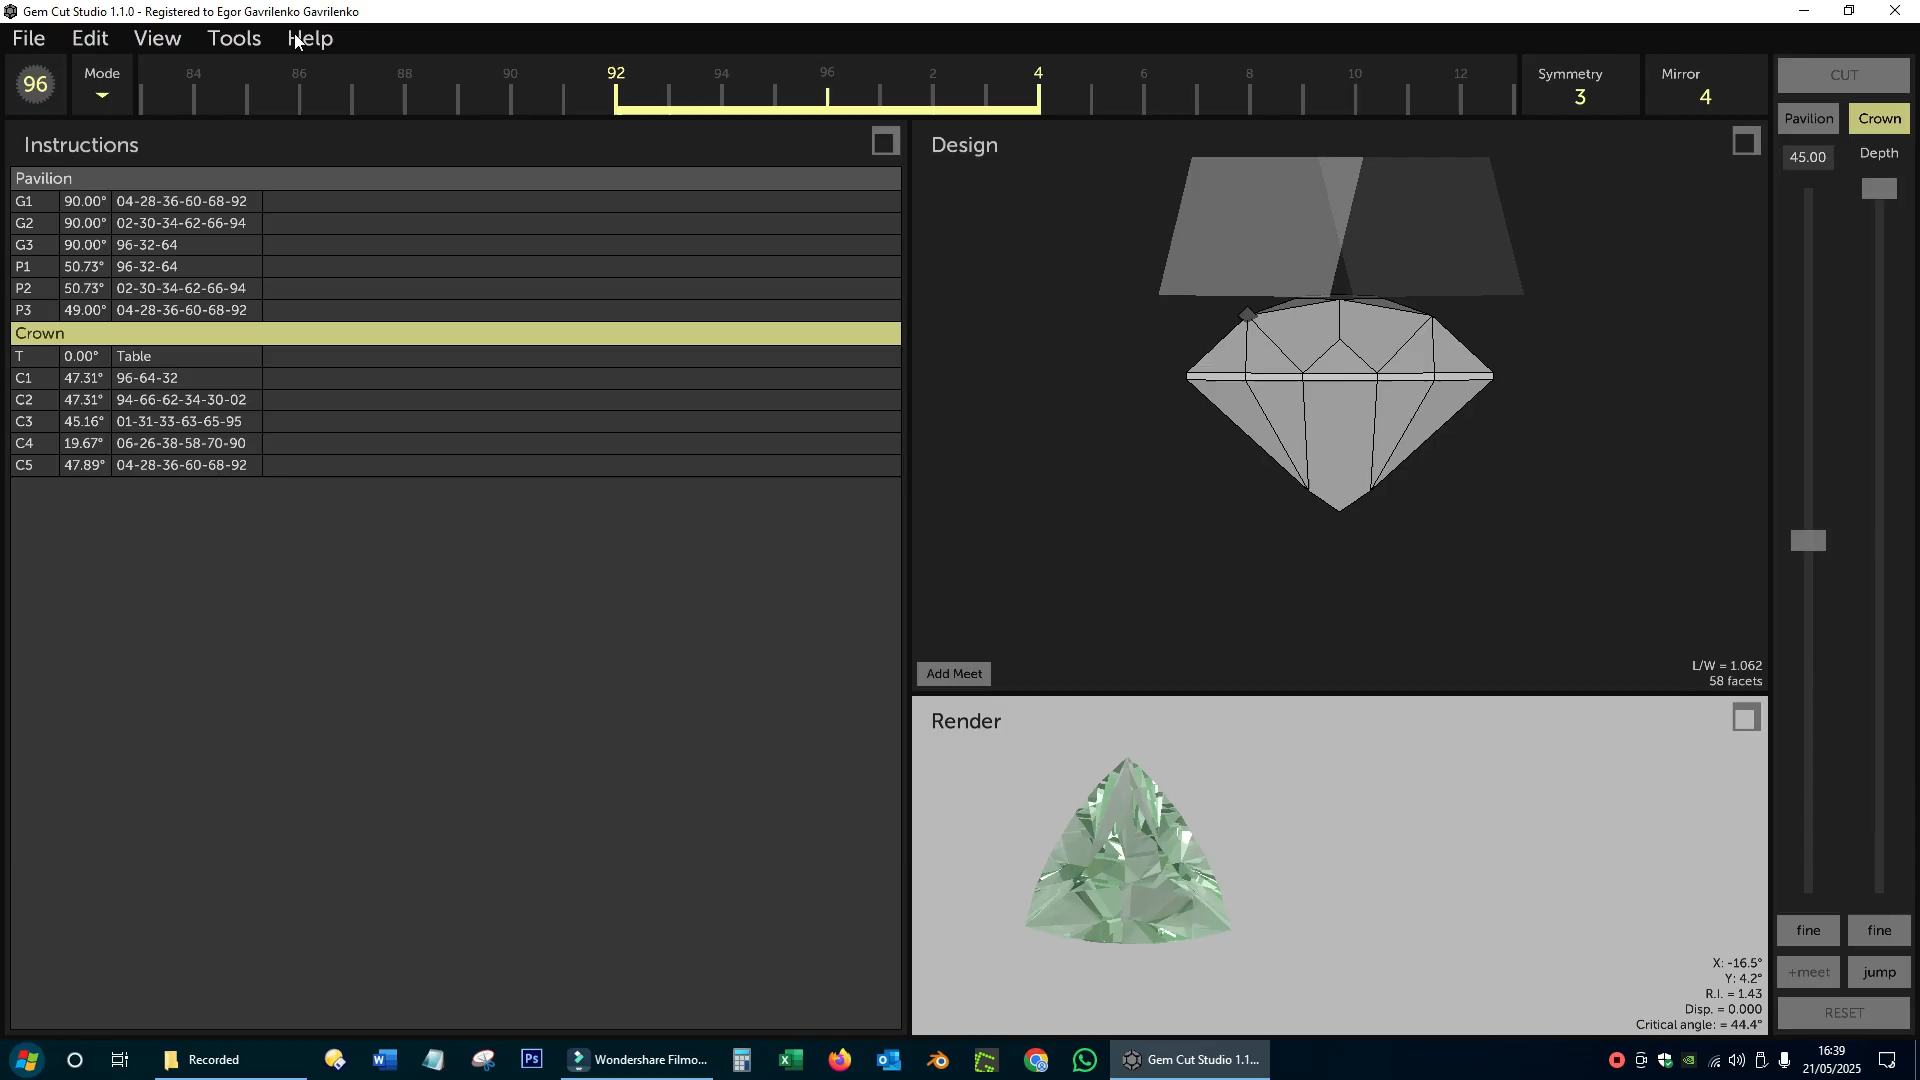 Gem Cut Studio 1.1.0 - Registered to Egor Gavrilenko Gavrilenko
File Edit View Tools Help
96 Mode 84 86 88 90 92 94 96 2 4 6 8 10 12 Symmetry 3 Mirror 4 CUT
Instructions
Pavilion
G1 90.00° 04-28-36-60-68-92
G2 90.00° 02-30-34-62-66-94
G3 90.00° 96-32-64
P1 50.73° 96-32-64
P2 50.73° 02-30-34-62-66-94
P3 49.00° 04-28-36-60-68-92
Crown
T 0.00° Table
C1 47.31° 96-64-32
C2 47.31° 94-66-62-34-30-02
C3 45.16° 01-31-33-63-65-95
C4 19.67° 06-26-38-58-70-90
C5 47.89° 04-28-36-60-68-92
Design
Add Meet
L/W = 1.062
58 facets
Render
X: -16.5°
Y: 4.2°
R.I. = 1.43
Disp. = 0.000
Critical angle: = 44.4°
Pavilion Crown
45.00 Depth
fine fine
+meet jump
RESET
Recorded
Ps
Wondershare Filmo...
Gem Cut Studio 1.1...
16:39
21/05/2025